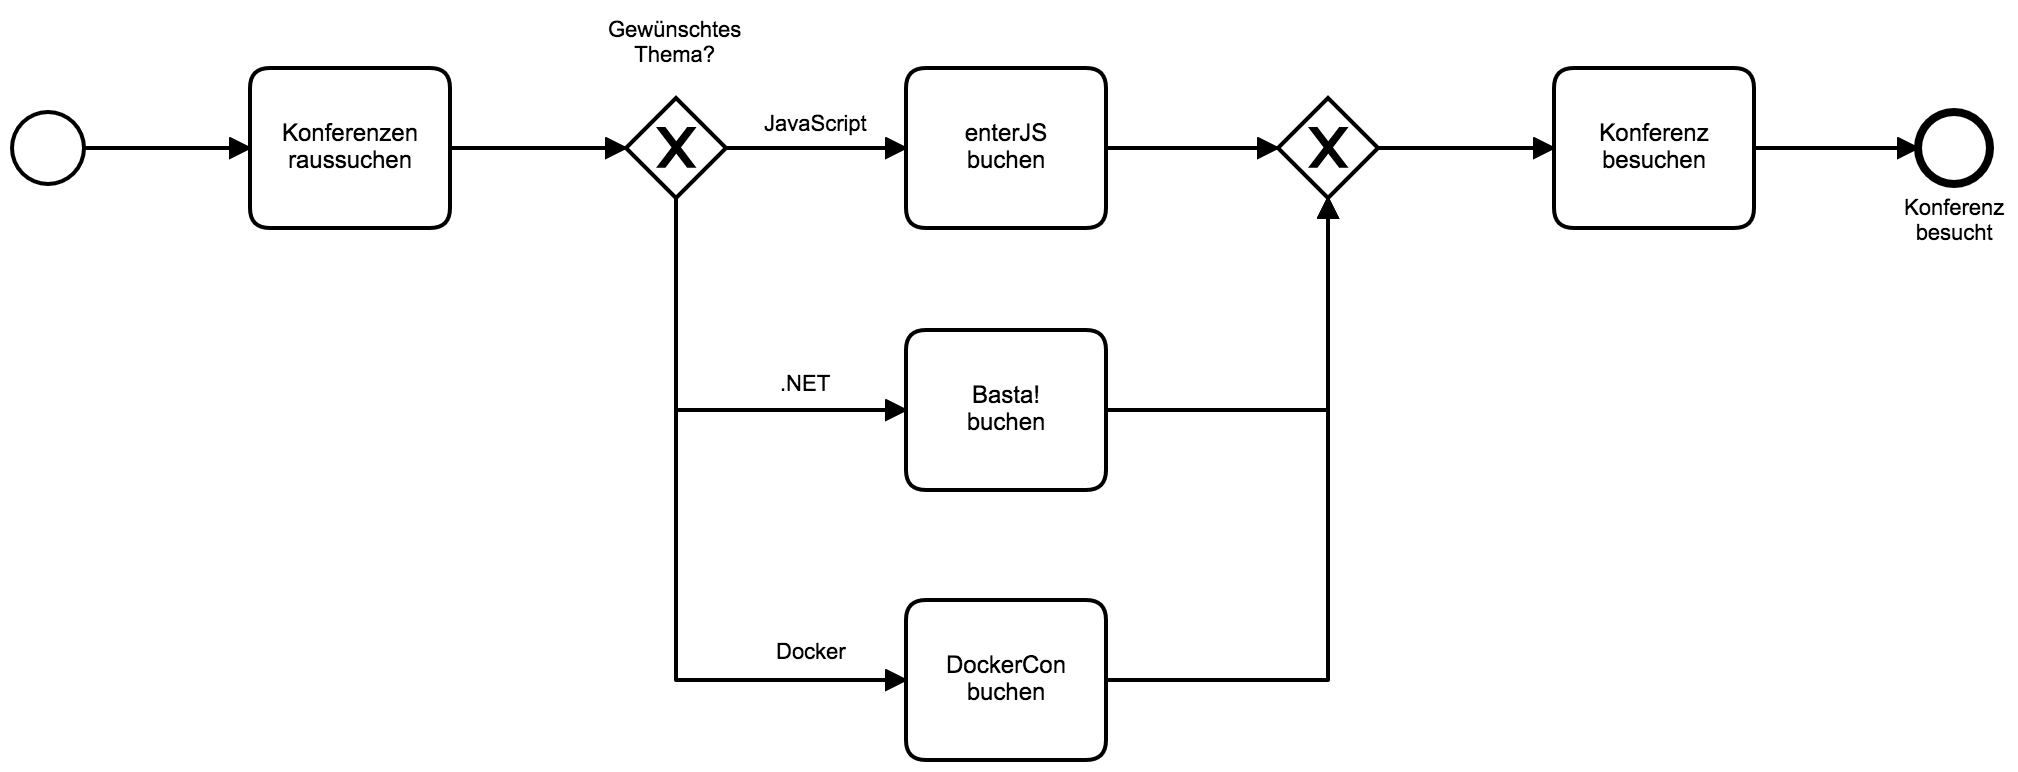 Gewünschtes
Thema?
Konferenzen
raussuchen
JavaScript
enterJS
buchen
X
X
Konferenz
besuchen
Konferenz
besucht
.NET
Basta!
buchen
Docker
DockerCon
buchen